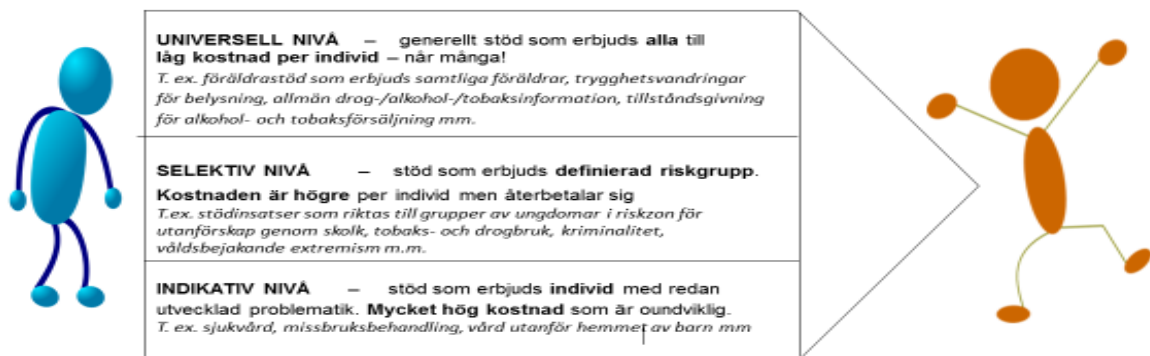 UNIVERSELL NIVÅ – generellt stöd som erbjuds alla till
låg kostnad per individ – når många!
T. ex. föräldrastöd som erbjuds samtliga föräldrar, trygghetsvandringar
för belysning, allmän drog-/alkohol-/tobaksinformation, tillståndsgivning
för alkohol- och tobaksförsäljning mm.
SELEKTIV NIVÅ – stöd som erbjuds definierad riskgrupp.
Kostnaden är högre per individ men återbetalar sig
T.ex. stödinsatser som riktas till grupper av ungdomar i riskzon för
utanförskap genom skolk, tobaks- och drogbruk, kriminalitet,
våldsbejakande extremism m.m.
INDIKATIV NIVÅ – stöd som erbjuds individ med redan
utvecklad problematik. Mycket hög kostnad som är oundviklig.
T. ex. sjukvård, missbruksbehandling, vård utanför hemmet av barn mm